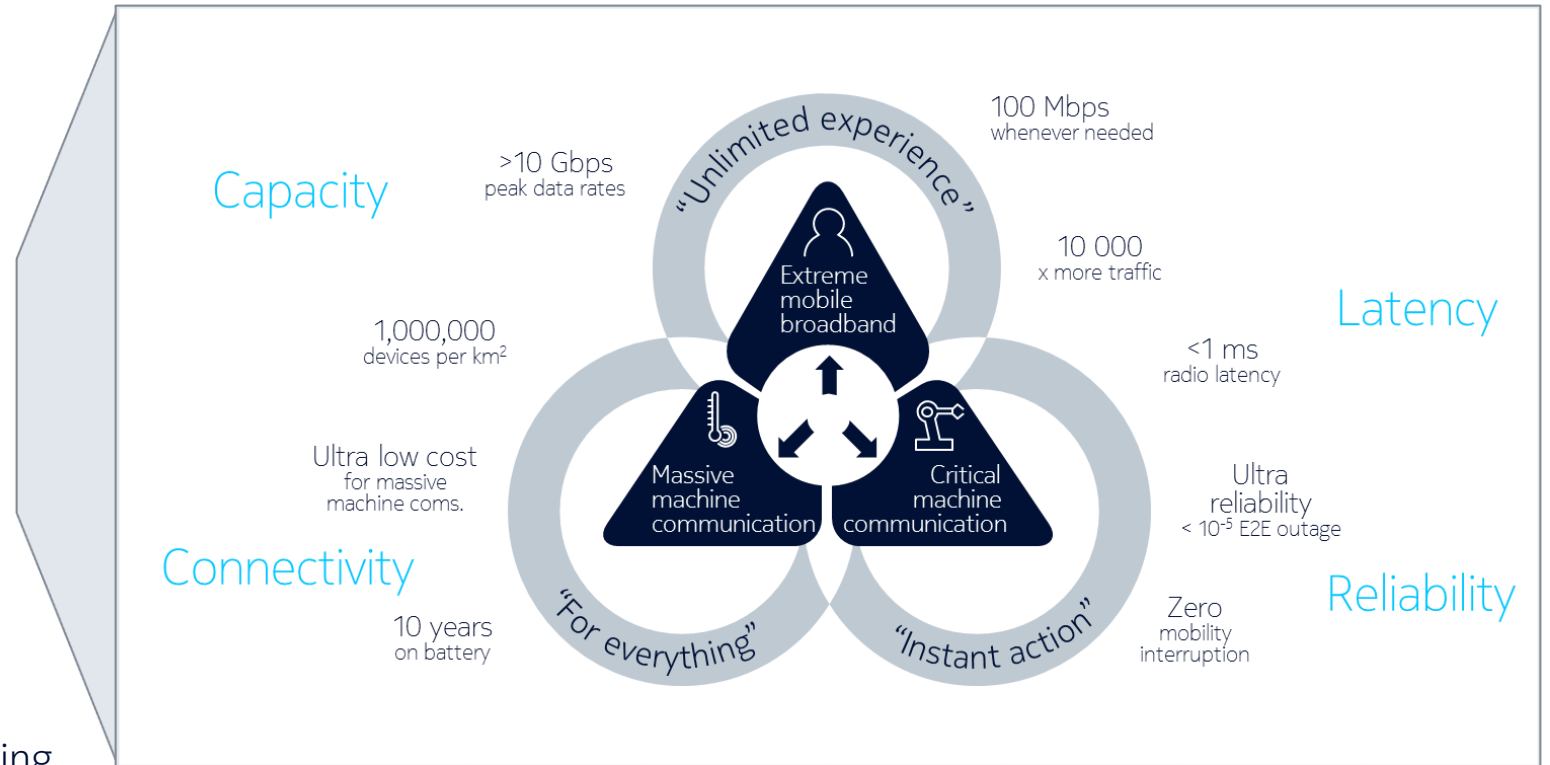 Capacity
>10 Gbps
peak data rates
"Unlimited experience"
100 Mbps
whenever needed
10 000
x more traffic
Latency
<1 ms
radio latency
Extreme
mobile
broadband
1,000,000
devices per km²
Ultra low cost
for massive
machine coms.
Massive
machine
communication
Critical
machine
communication
Ultra
reliability
< 10⁻⁵ E2E outage
Connectivity
Reliability
10 years
on battery
"For everything"
"Instant action"
Zero
mobility
interruption